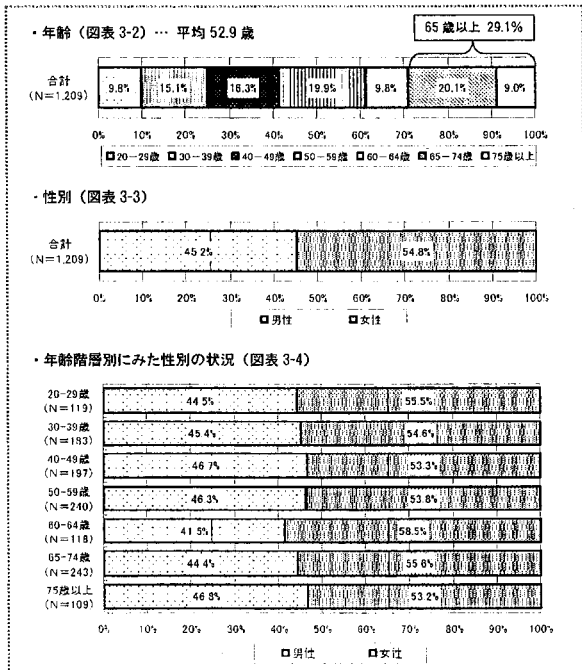 ・年齢（図表 3-2）… 平均 52.9 歳
65 歳以上 29.1%
合計
(N=1,209)
9.8% 15.1% 16.3% 19.9% 9.8% 20.1% 9.0%
0% 10% 20% 30% 40% 50% 60% 70% 80% 90% 100%
20-29歳 30-39歳 40-49歳 50-59歳 60-64歳 65-74歳 75歳以上
・性別（図表 3-3）
合計
(N=1,209)
45.2% 54.8%
0% 10% 20% 30% 40% 50% 60% 70% 80% 90% 100%
男性 女性
・年齢階層別にみた性別の状況（図表 3-4）
20-29歳
(N=119)
44.5% 55.5%
30-39歳
(N=183)
45.4% 54.6%
40-49歳
(N=197)
46.7% 53.3%
50-59歳
(N=240)
46.3% 53.8%
60-64歳
(N=118)
41.5% 58.5%
65-74歳
(N=243)
44.4% 55.6%
75歳以上
(N=109)
46.8% 53.2%
0% 10% 20% 30% 40% 50% 60% 70% 80% 90% 100%
男性 女性